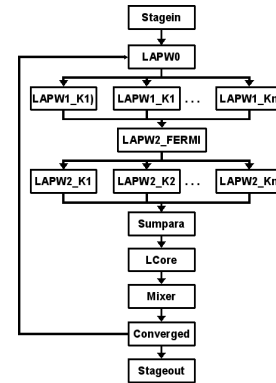 Stagein
LAPW0
LAPW1_K1) LAPW1_K1 . . . LAPW1_Kn
LAPW2_FERMI
LAPW2_K1 LAPW2_K2 . . . LAPW2_Kn
Sumpara
LCore
Mixer
Converged
Stageout